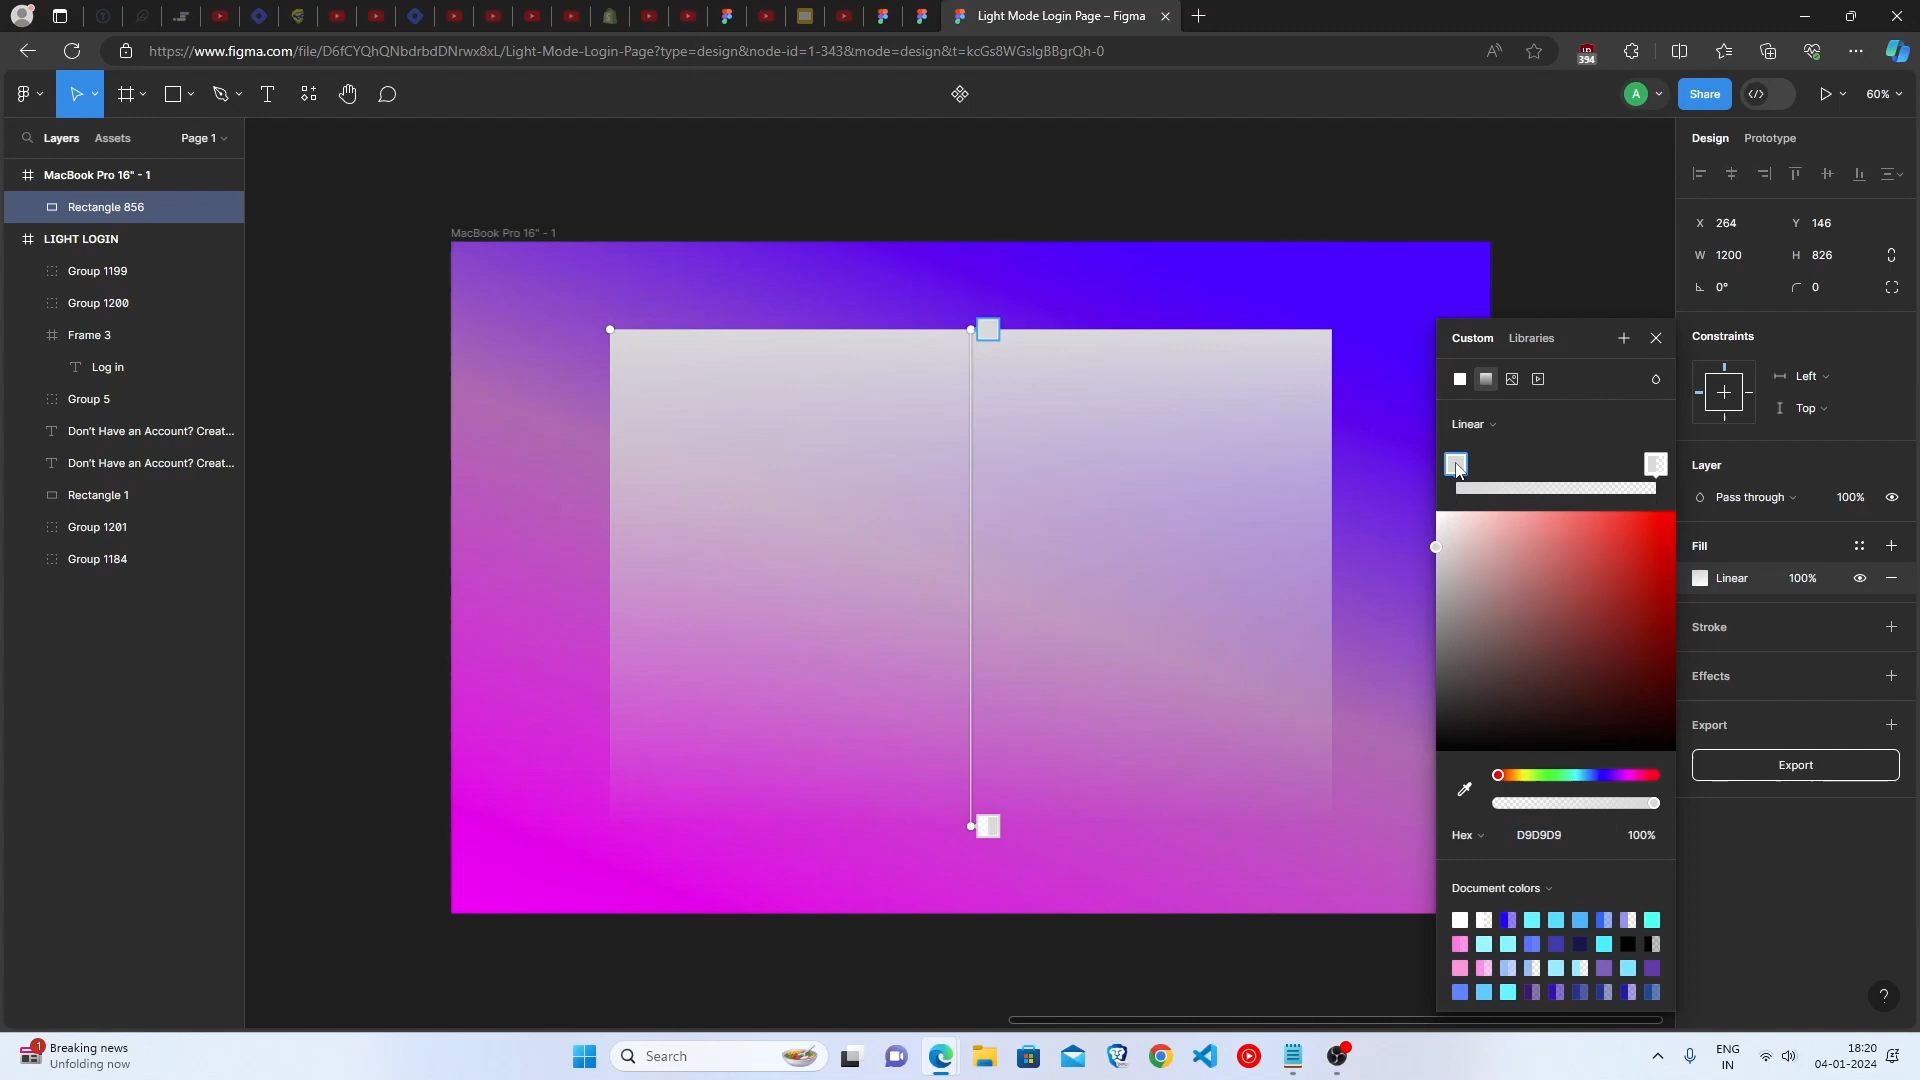 Light Mode Login Page – Figma
https://www.figma.com/file/D6fCYQhQNbdrbdDNrwx8xL/Light-Mode-Login-Page?type=design&node-id=1-343&mode=design&t=kcGs8WGslgBBgrQh-0
394
A
Share
60%
Layers
Assets
Page 1
MacBook Pro 16" - 1
Rectangle 856
LIGHT LOGIN
Group 1199
Group 1200
Frame 3
Log in
Group 5
Don't Have an Account? Creat...
Don't Have an Account? Creat...
Rectangle 1
Group 1201
Group 1184
MacBook Pro 16" - 1
Custom
Libraries
Linear
Hex
D9D9D9
100%
Document colors
Design
Prototype
X 264
Y 146
W 1200
H 826
0°
0
Constraints
Left
Top
Layer
Pass through
100%
Fill
Linear
100%
Stroke
Effects
Export
Export
?
1
Breaking news
Unfolding now
Search
ENG
IN
18:20
04-01-2024